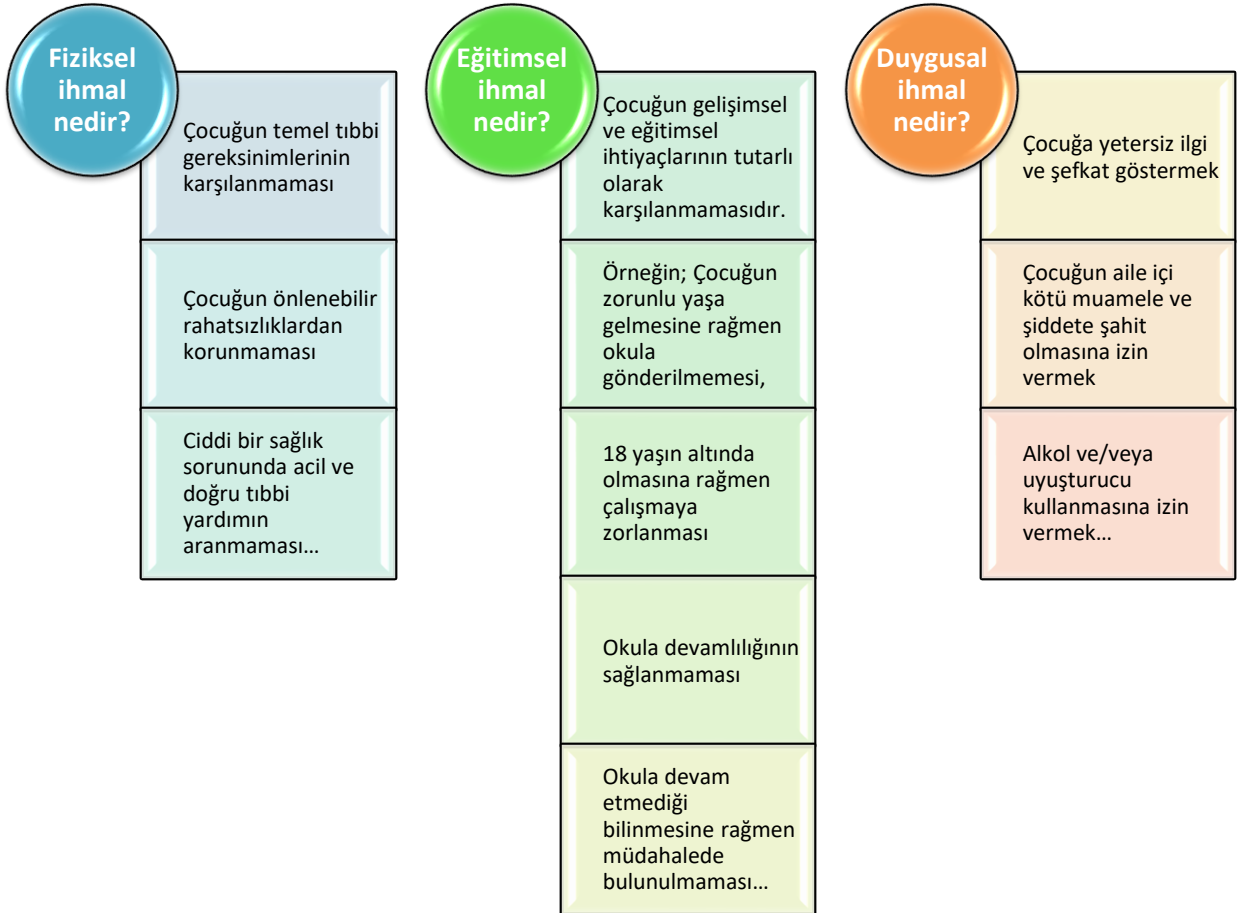 Fiziksel
ihmal
nedir?
Çocuğun temel tıbbi
gereksinimlerinin
karşılanmaması
Çocuğun önlenebilir
rahatsızlıklardan
korunmaması
Ciddi bir sağlık
sorununda acil ve
doğru tıbbi
yardımın
aranmaması...
Eğitimsel
ihmal
nedir?
Çocuğun gelişimsel
ve eğitimsel
ihtiyaçlarının tutarlı
olarak
karşılanmamasıdır.
Örneğin; Çocuğun
zorunlu yaşa
gelmesine rağmen
okula
gönderilmemesi,
18 yaşın altında
olmasına rağmen
çalışmaya
zorlanması
Okula devamlılığının
sağlanmaması
Okula devam
etmediği
bilinmesine rağmen
müdahalede
bulunulmaması...
Duygusal
ihmal
nedir?
Çocuğa yetersiz ilgi
ve şefkat göstermek
Çocuğun aile içi
kötü muamele ve
şiddete şahit
olmasına izin
vermek
Alkol ve/veya
uyuşturucu
kullanmasına izin
vermek...